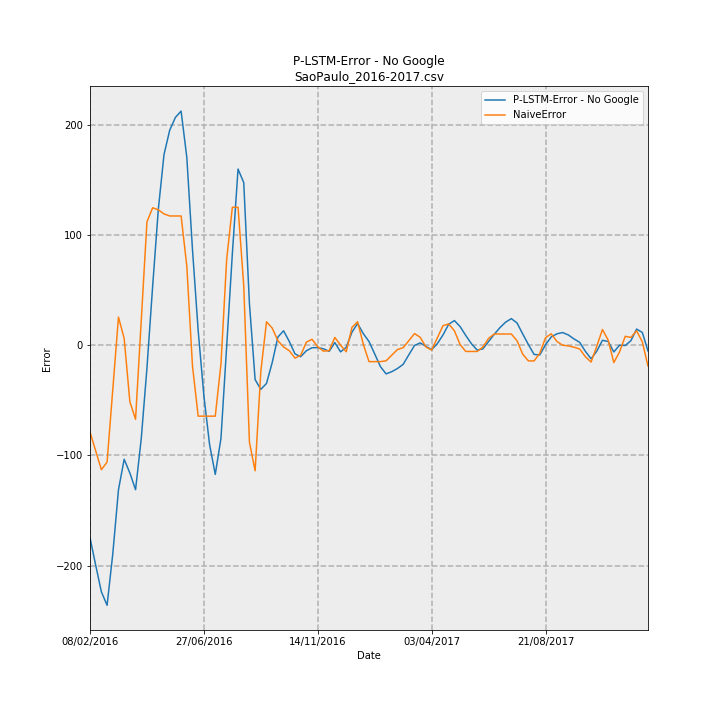 P-LSTM-Error - No Google
SaoPaulo_2016-2017.csv
P-LSTM-Error - No Google
NaiveError
200
100
0
−100
−200
Error
08/02/2016
27/06/2016
14/11/2016
03/04/2017
21/08/2017
Date